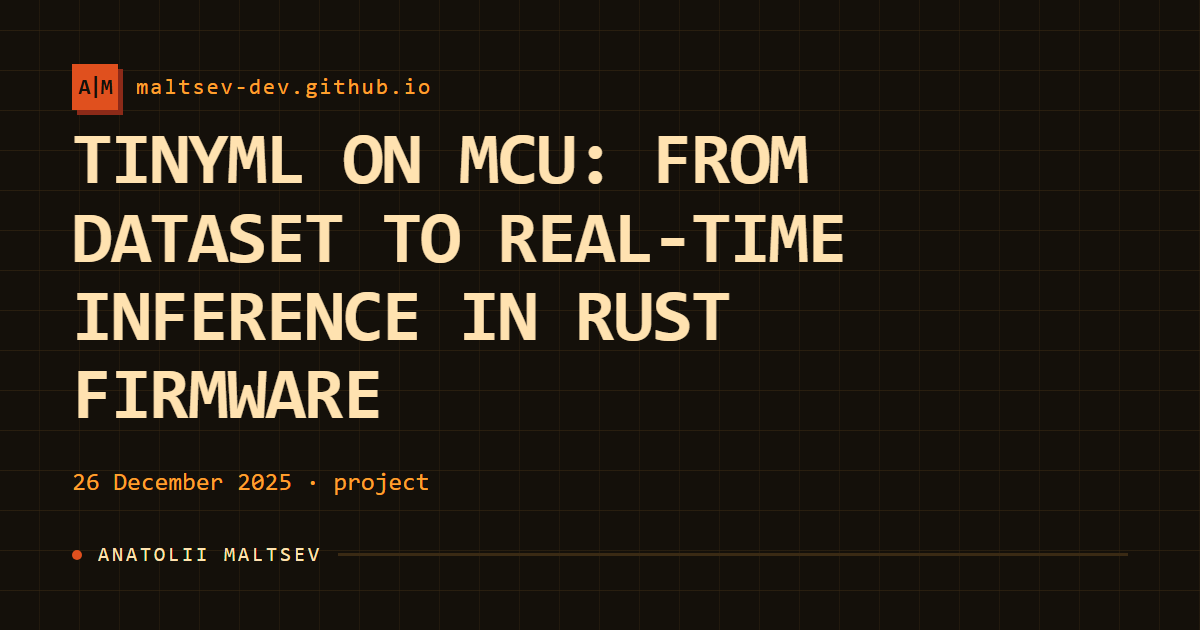 A|M maltsev-dev.github.io
TINYML ON MCU: FROM
DATASET TO REAL-TIME
INFERENCE IN RUST
FIRMWARE
26 December 2025 · project
ANATOLII MALTSEV